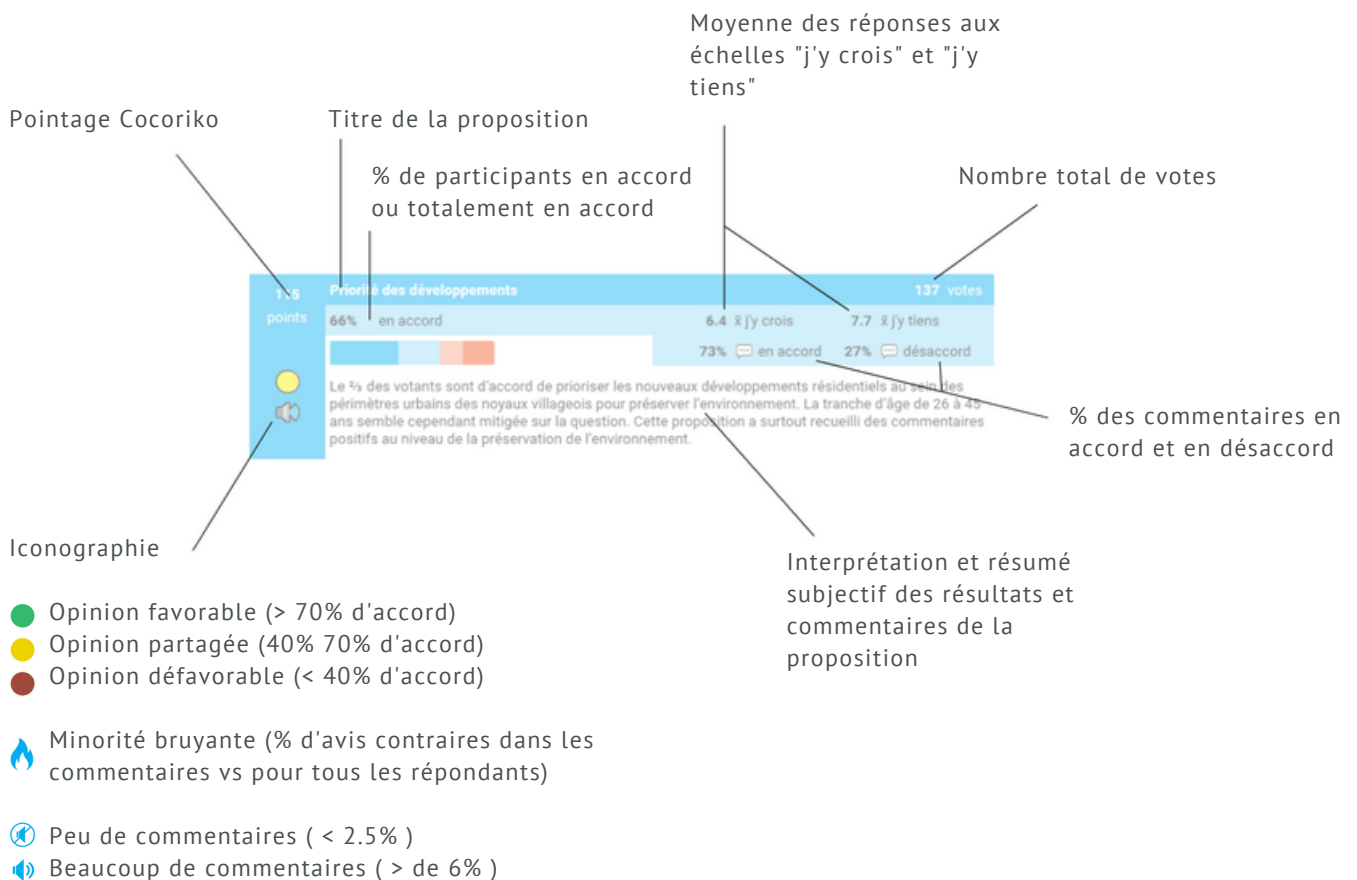 Moyenne des réponses aux
échelles "j'y crois" et "j'y
tiens"
Pointage Cocoriko
Titre de la proposition
% de participants en accord
ou totalement en accord
Nombre total de votes
115
points
Priorité des développements
137 votes
66% en accord
6.4 x̄ j'y crois
7.7 x̄ j'y tiens
73% en accord
27% désaccord
Le ⅔ des votants sont d'accord de prioriser les nouveaux développements résidentiels au sein des
périmètres urbains des noyaux villageois pour préserver l'environnement. La tranche d'âge de 26 à 45
ans semble cependant mitigée sur la question. Cette proposition a surtout recueilli des commentaires
positifs au niveau de la préservation de l'environnement.
% des commentaires en
accord et en désaccord
Iconographie
Interprétation et résumé
subjectif des résultats et
commentaires de la
proposition
Opinion favorable (> 70% d'accord)
Opinion partagée (40% 70% d'accord)
Opinion défavorable (< 40% d'accord)
Minorité bruyante (% d'avis contraires dans les
commentaires vs pour tous les répondants)
Peu de commentaires ( < 2.5% )
Beaucoup de commentaires ( > de 6% )